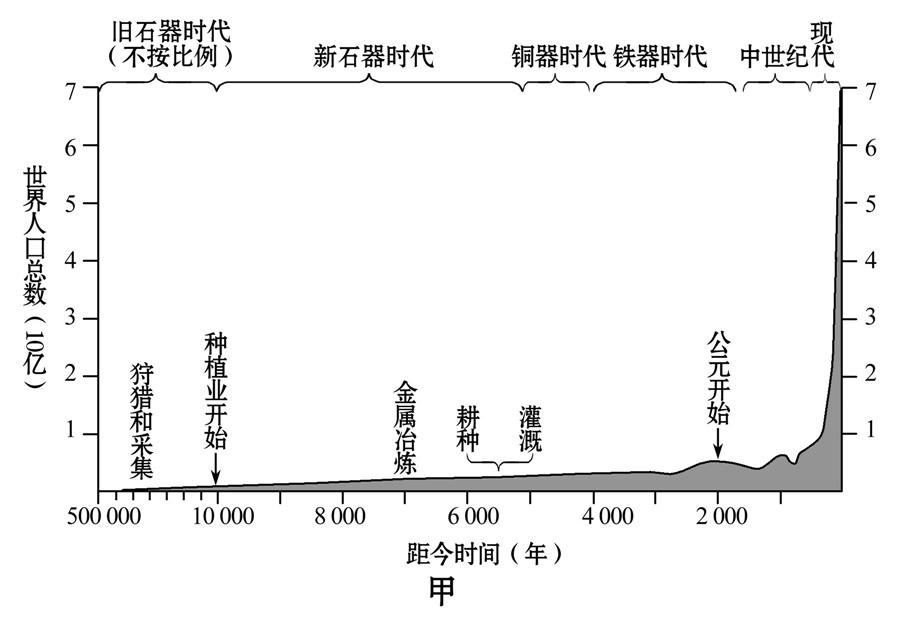 旧石器时代
（不按比例）
新石器时代
铜器时代
铁器时代
中世纪
现代
7
6
5
4
3
2
1
7
6
5
4
3
2
1
世界人口总数（10亿）
狩猎和采集
种植业开始
金属冶炼
耕种
灌溉
公元开始
500 000
10 000
8 000
6 000
4 000
2 000
距今时间（年）
甲